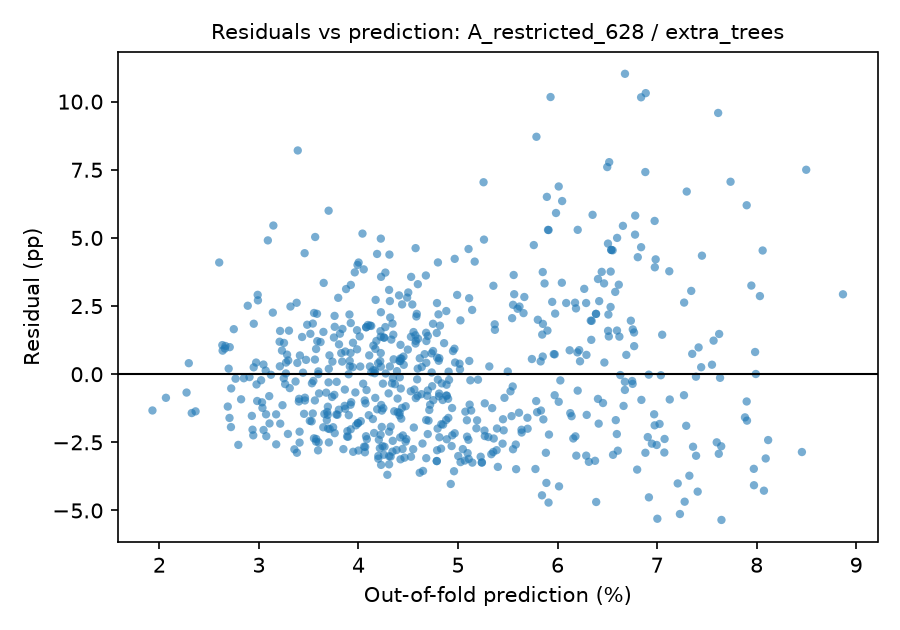 Residuals vs prediction: A_restricted_628 / extra_trees
Residual (pp)
10.0
7.5
5.0
2.5
0.0
−2.5
−5.0
2 3 4 5 6 7 8 9
Out-of-fold prediction (%)